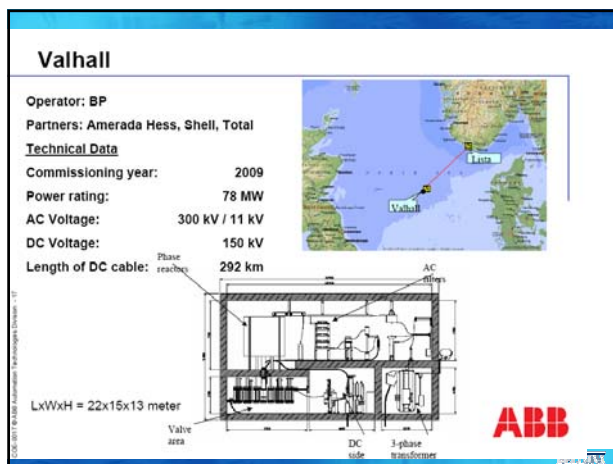 Valhall
Operator: BP
Partners: Amerada Hess, Shell, Total
Technical Data
Commissioning year: 2009
Power rating: 78 MW
AC Voltage: 300 kV / 11 kV
DC Voltage: 150 kV
Length of DC cable: 292 km
Lista
Valhall
Phase
reactors
AC
filters
LxWxH = 22x15x13 meter
Valve
area
DC
side
3-phase
transformer
ABB